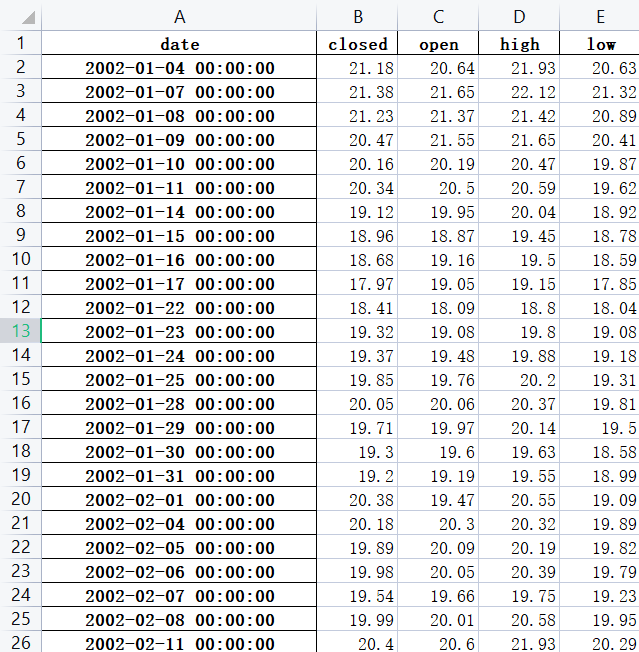 A B C D E
1 date closed open high low
2 2002-01-04 00:00:00 21.18 20.64 21.93 20.63
3 2002-01-07 00:00:00 21.38 21.65 22.12 21.32
4 2002-01-08 00:00:00 21.23 21.37 21.42 20.89
5 2002-01-09 00:00:00 20.47 21.55 21.65 20.41
6 2002-01-10 00:00:00 20.16 20.19 20.47 19.87
7 2002-01-11 00:00:00 20.34 20.5 20.59 19.62
8 2002-01-14 00:00:00 19.12 19.95 20.04 18.92
9 2002-01-15 00:00:00 18.96 18.87 19.45 18.78
10 2002-01-16 00:00:00 18.68 19.16 19.5 18.59
11 2002-01-17 00:00:00 17.97 19.05 19.15 17.85
12 2002-01-22 00:00:00 18.41 18.09 18.8 18.04
13 2002-01-23 00:00:00 19.32 19.08 19.8 19.08
14 2002-01-24 00:00:00 19.37 19.48 19.88 19.18
15 2002-01-25 00:00:00 19.85 19.76 20.2 19.31
16 2002-01-28 00:00:00 20.05 20.06 20.37 19.81
17 2002-01-29 00:00:00 19.71 19.97 20.14 19.5
18 2002-01-30 00:00:00 19.3 19.6 19.63 18.58
19 2002-01-31 00:00:00 19.2 19.19 19.55 18.99
20 2002-02-01 00:00:00 20.38 19.47 20.55 19.09
21 2002-02-04 00:00:00 20.18 20.3 20.32 19.89
22 2002-02-05 00:00:00 19.89 20.09 20.19 19.82
23 2002-02-06 00:00:00 19.98 20.05 20.39 19.79
24 2002-02-07 00:00:00 19.54 19.66 19.75 19.23
25 2002-02-08 00:00:00 19.99 20.01 20.58 19.95
26 2002-02-11 00:00:00 20.4 20.6 21.93 20.29